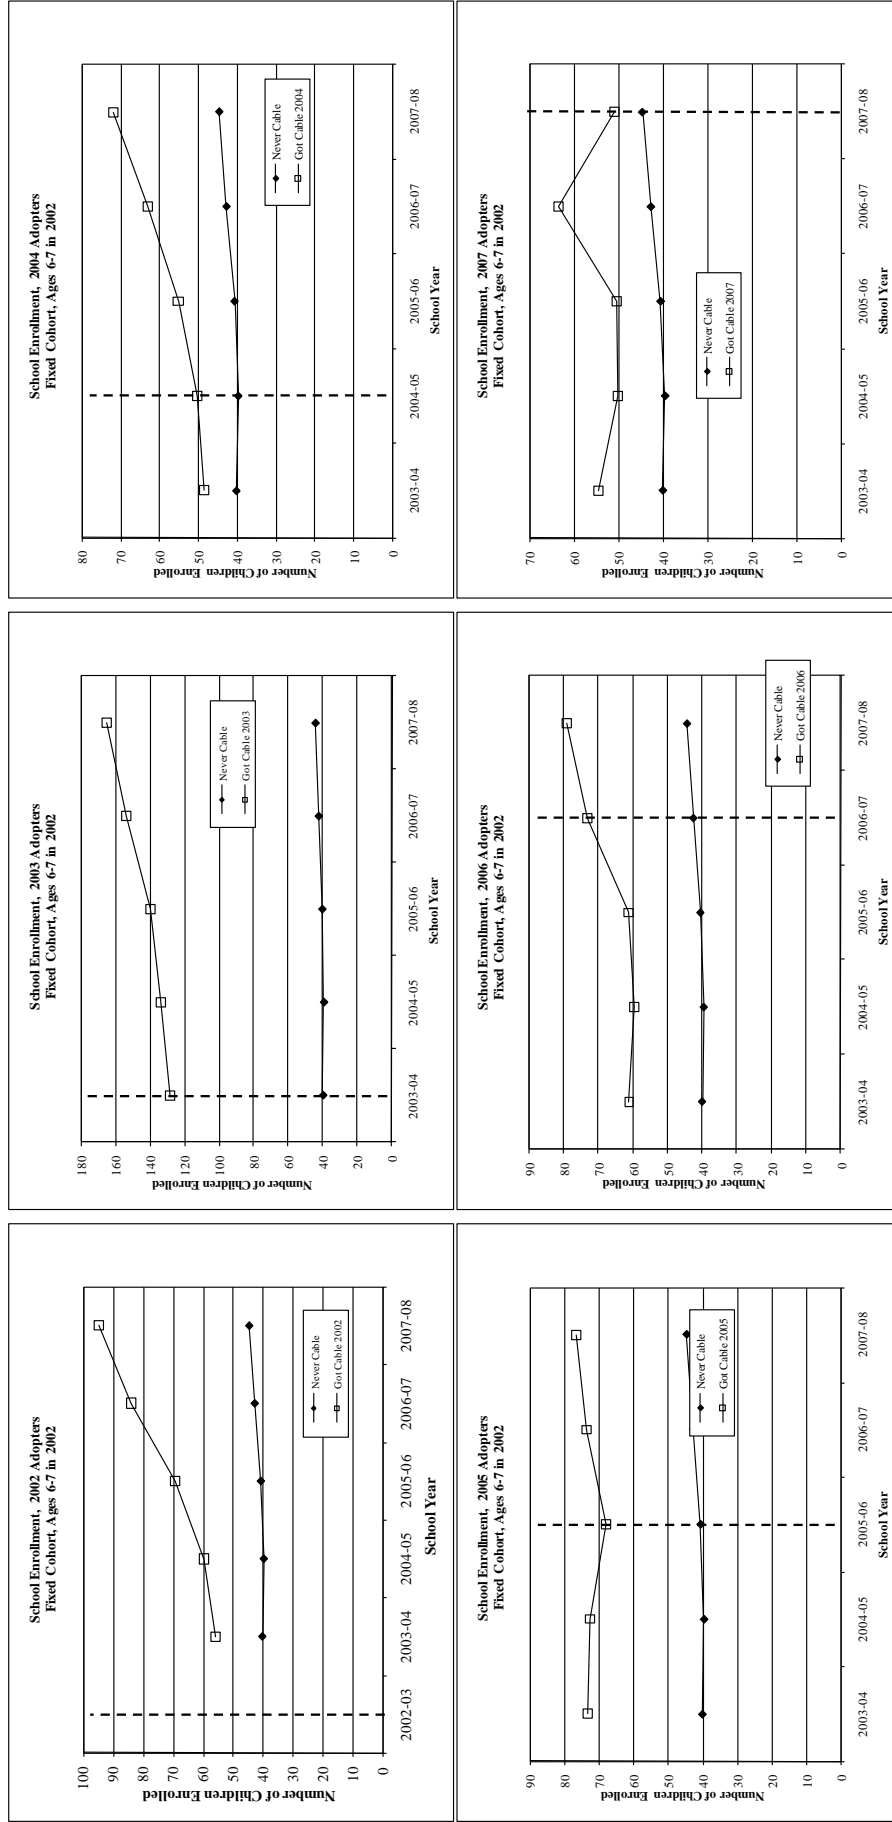 School Enrollment, 2002 Adopters
Fixed Cohort, Ages 6-7 in 2002
Number of Children Enrolled
100
90
80
70
60
50
40
30
20
10
0
2002-03
2003-04
2004-05
2005-06
2006-07
2007-08
School Year
Never Cable
Got Cable 2002
School Enrollment, 2003 Adopters
Fixed Cohort, Ages 6-7 in 2002
Number of Children Enrolled
180
160
140
120
100
80
60
40
20
0
2003-04
2004-05
2005-06
2006-07
2007-08
School Year
Never Cable
Got Cable 2003
School Enrollment, 2004 Adopters
Fixed Cohort, Ages 6-7 in 2002
Number of Children Enrolled
80
70
60
50
40
30
20
10
0
2003-04
2004-05
2005-06
2006-07
2007-08
School Year
Never Cable
Got Cable 2004
School Enrollment, 2005 Adopters
Fixed Cohort, Ages 6-7 in 2002
Number of Children Enrolled
90
80
70
60
50
40
30
20
10
0
2003-04
2004-05
2005-06
2006-07
2007-08
School Year
Never Cable
Got Cable 2005
School Enrollment, 2006 Adopters
Fixed Cohort, Ages 6-7 in 2002
Number of Children Enrolled
90
80
70
60
50
40
30
20
10
0
2003-04
2004-05
2005-06
2006-07
2007-08
School Year
Never Cable
Got Cable 2006
School Enrollment, 2007 Adopters
Fixed Cohort, Ages 6-7 in 2002
Number of Children Enrolled
70
60
50
40
30
20
10
0
2003-04
2004-05
2005-06
2006-07
2007-08
School Year
Never Cable
Got Cable 2007